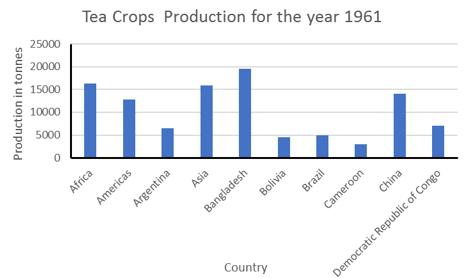 Tea Crops Production for the year 1961
Production in tonnes
25000
20000
15000
10000
5000
0
Africa
Americas
Argentina
Asia
Bangladesh
Bolivia
Brazil
Cameroon
China
Democratic Republic of Congo
Country